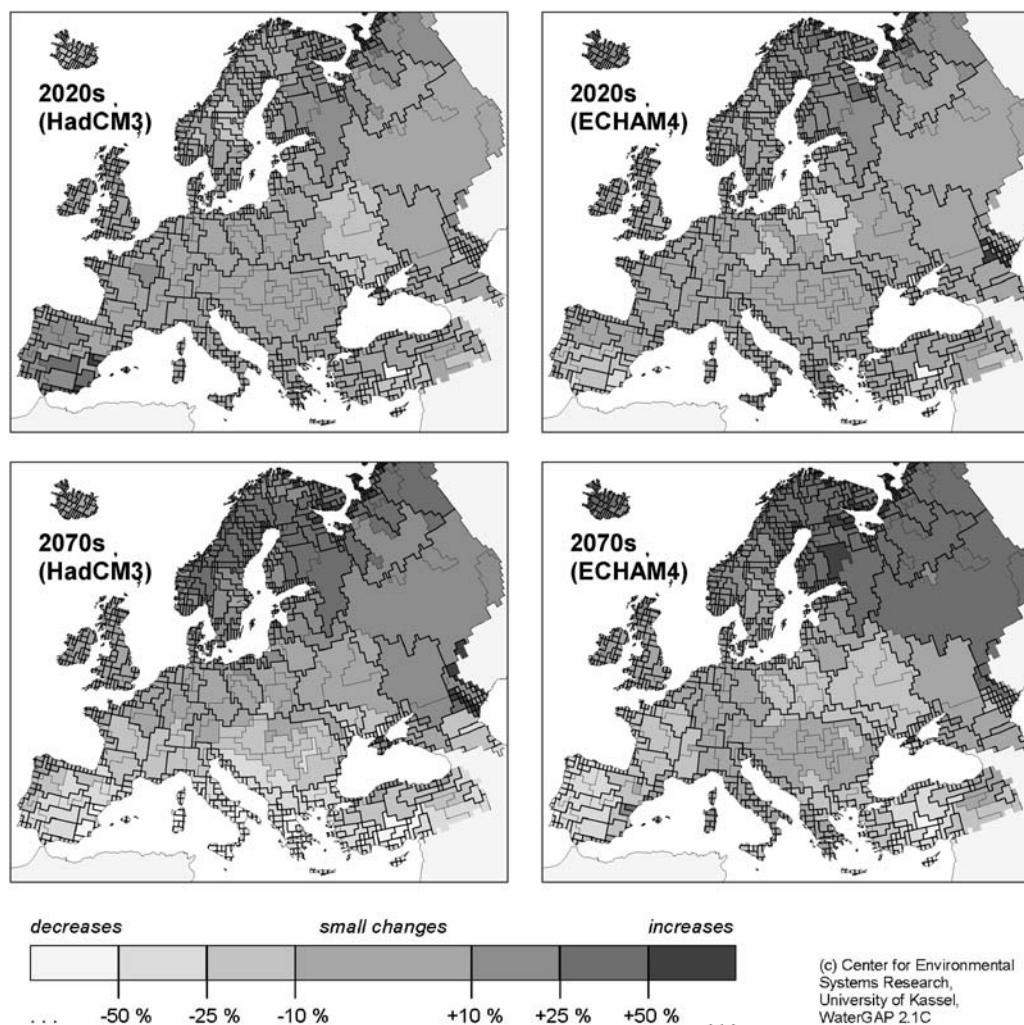 2020s
(HadCM3)
2020s
(ECHAM4)
2070s
(HadCM3)
2070s
(ECHAM4)
decreases small changes increases
. . . -50 % -25 % -10 % +10 % +25 % +50 % . . .
(c) Center for Environmental
Systems Research,
University of Kassel,
WaterGAP 2.1C